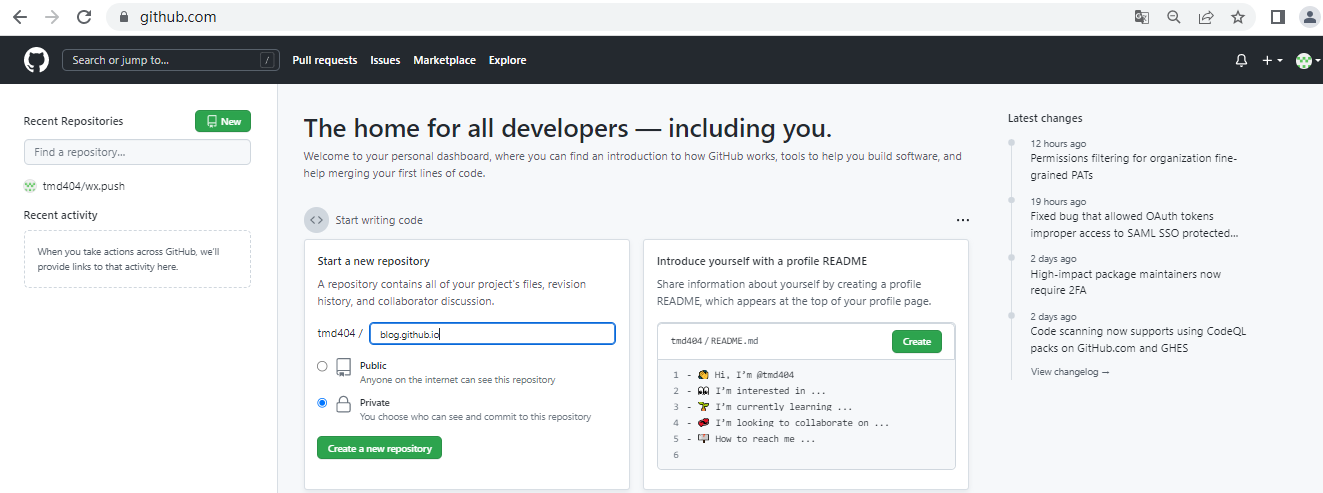 github.com
Search or jump to...
/
Pull requests
Issues
Marketplace
Explore
Recent Repositories
New
Find a repository...
tmd404/wx.push
Recent activity
When you take actions across GitHub, we'll
provide links to that activity here.
The home for all developers — including you.
Welcome to your personal dashboard, where you can find an introduction to how GitHub works, tools to help you build software, and
help merging your first lines of code.
<> Start writing code
Start a new repository
A repository contains all of your project's files, revision
history, and collaborator discussion.
tmd404 / blog.github.io
Public
Anyone on the internet can see this repository
Private
You choose who can see and commit to this repository
Create a new repository
Introduce yourself with a profile README
Share information about yourself by creating a profile
README, which appears at the top of your profile page.
tmd404 / README.md
Create
1 - 👋 Hi, I'm @tmd404
2 - 👀 I'm interested in ...
3 - 🌱 I'm currently learning ...
4 - 💞️ I'm looking to collaborate on ...
5 - 📫 How to reach me ...
6
Latest changes
12 hours ago
Permissions filtering for organization fine-
grained PATs
19 hours ago
Fixed bug that allowed OAuth tokens
improper access to SAML SSO protected...
2 days ago
High-impact package maintainers now
require 2FA
2 days ago
Code scanning now supports using CodeQL
packs on GitHub.com and GHES
View changelog →